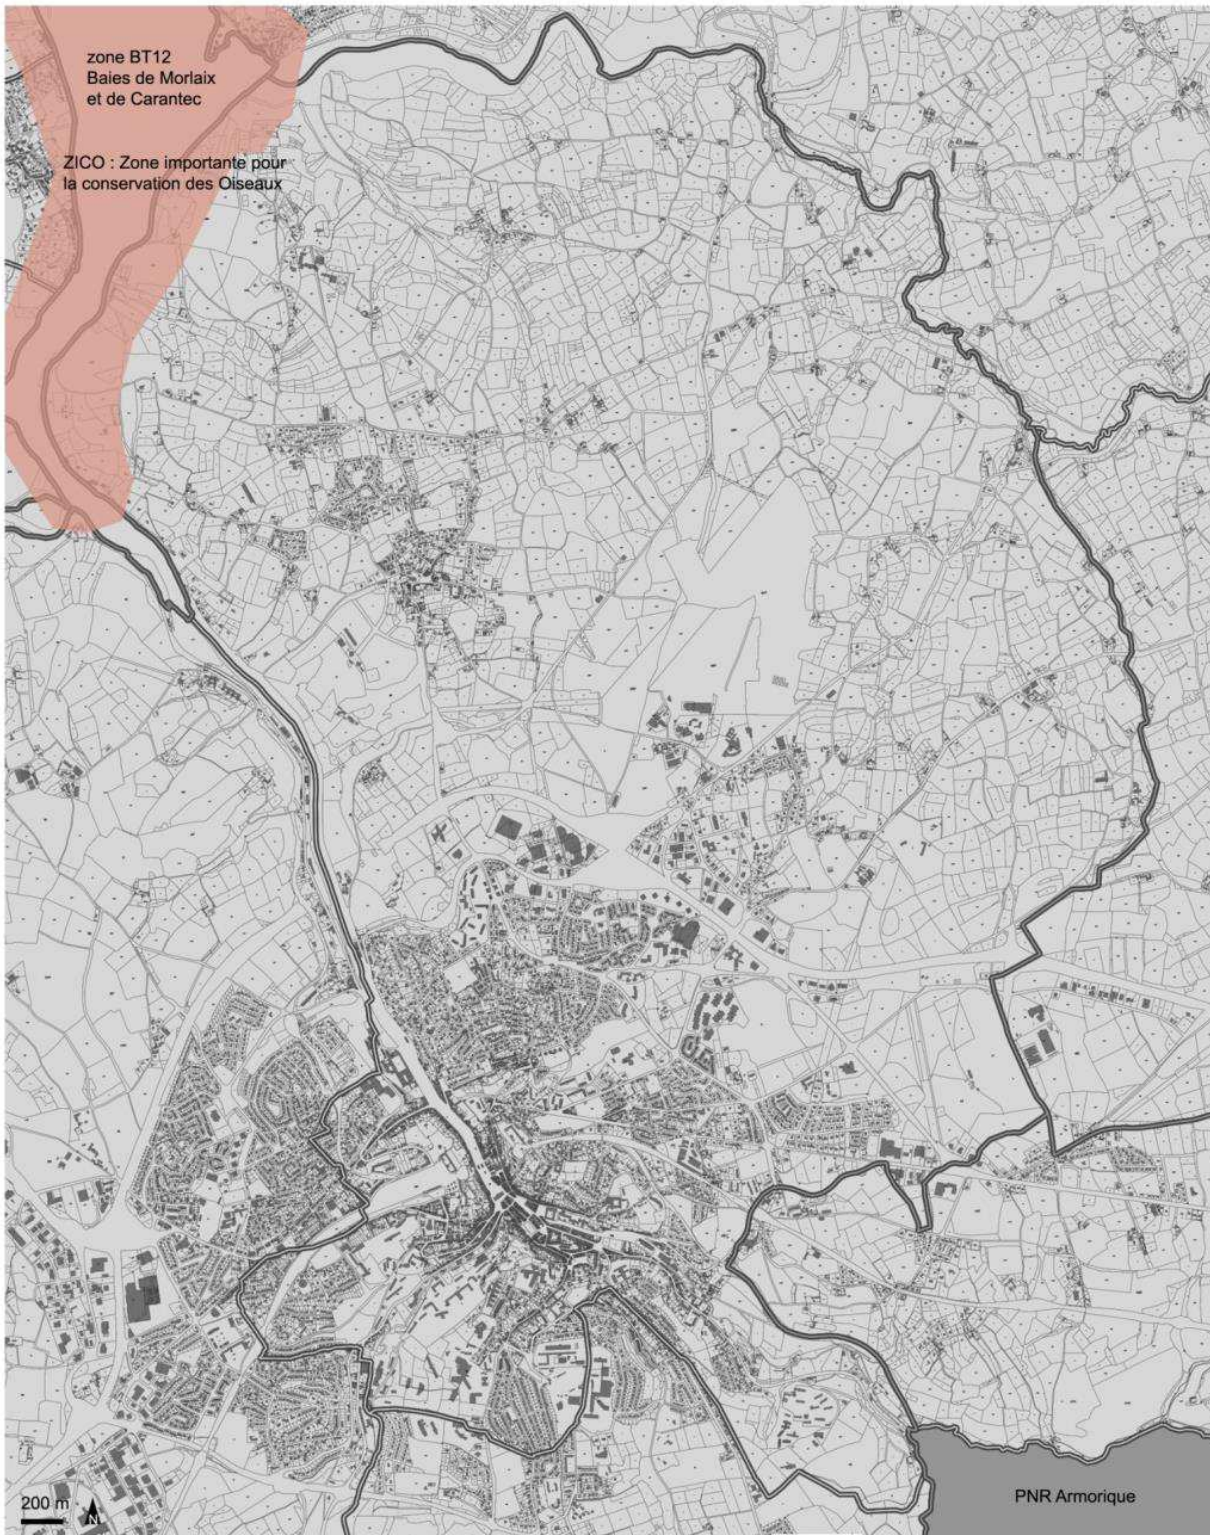 zone BT12
Baies de Morlaix
et de Carantec
ZICO : Zone importante pour
la conservation des Oiseaux
200 m
N
PNR Armorique